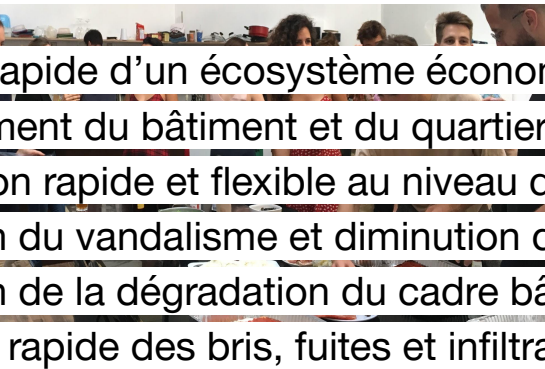 apide d'un écosystème écono
ment du bâtiment et du quartier
on rapide et flexible au niveau d
n du vandalisme et diminution d
n de la dégradation du cadre bâ
rapide des bris, fuites et infiltra